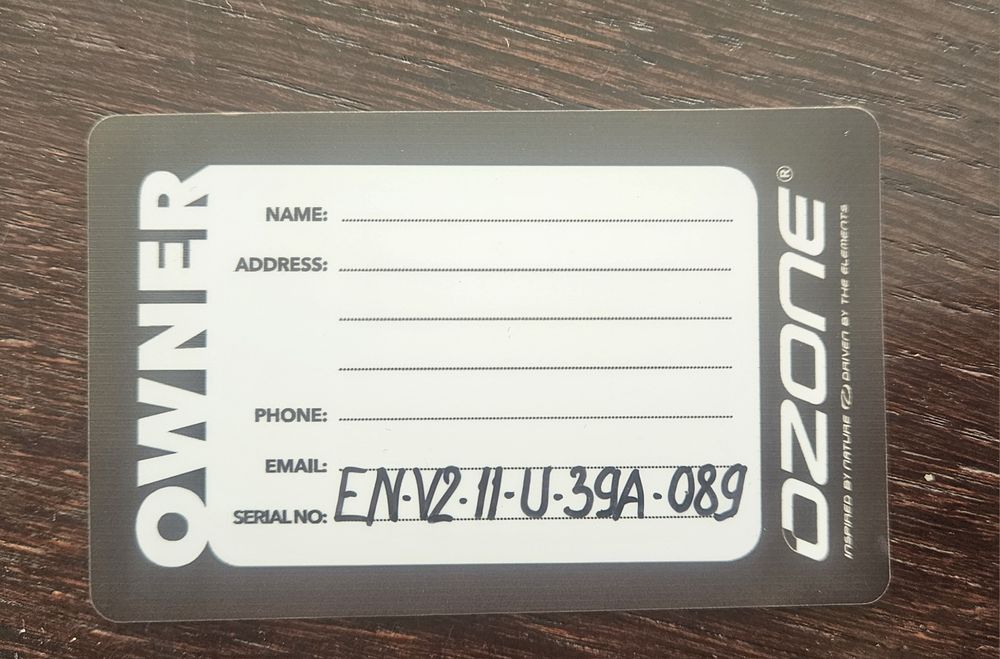 OWNER
NAME:
ADDRESS:
PHONE:
EMAIL:
SERIAL NO: EN-V2-11-U-39A-089
OZONE®
INSPIRED BY NATURE DRIVEN BY THE ELEMENTS